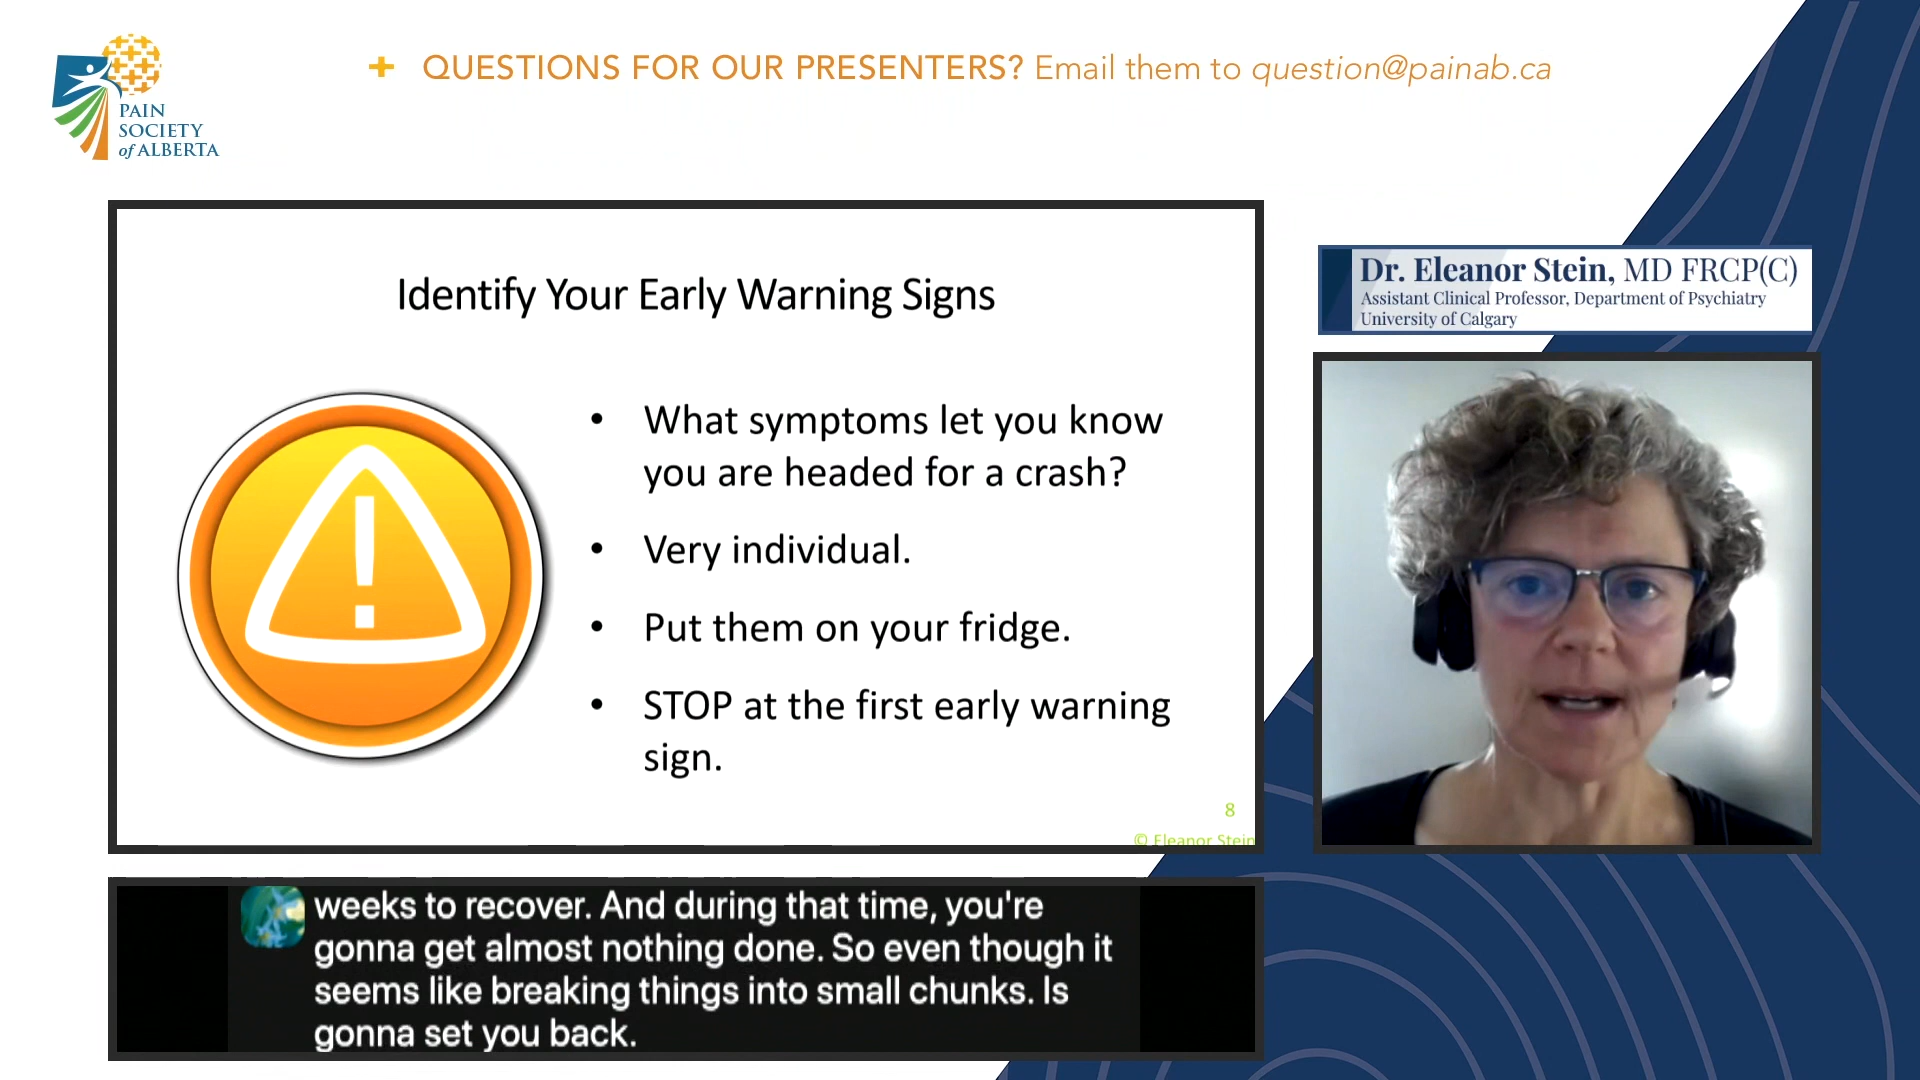 PAIN
SOCIETY
of ALBERTA
QUESTIONS FOR OUR PRESENTERS? Email them to question@painab.ca
Identify Your Early Warning Signs
• What symptoms let you know
you are headed for a crash?
• Very individual.
• Put them on your fridge.
• STOP at the first early warning
sign.
8
© Eleanor Stein
Dr. Eleanor Stein, MD FRCP(C)
Assistant Clinical Professor, Department of Psychiatry
University of Calgary
weeks to recover. And during that time, you're
gonna get almost nothing done. So even though it
seems like breaking things into small chunks. Is
gonna set you back.